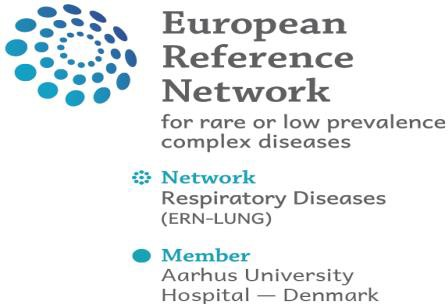 European
Reference
Network
for rare or low prevalence
complex diseases
Network
Respiratory Diseases
(ERN-LUNG)
Member
Aarhus University
Hospital — Denmark